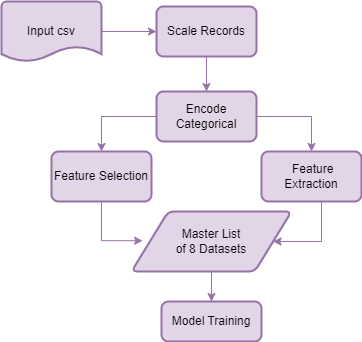 Input csv
Scale Records
Encode
Categorical
Feature Selection
Feature
Extraction
Master List
of 8 Datasets
Model Training